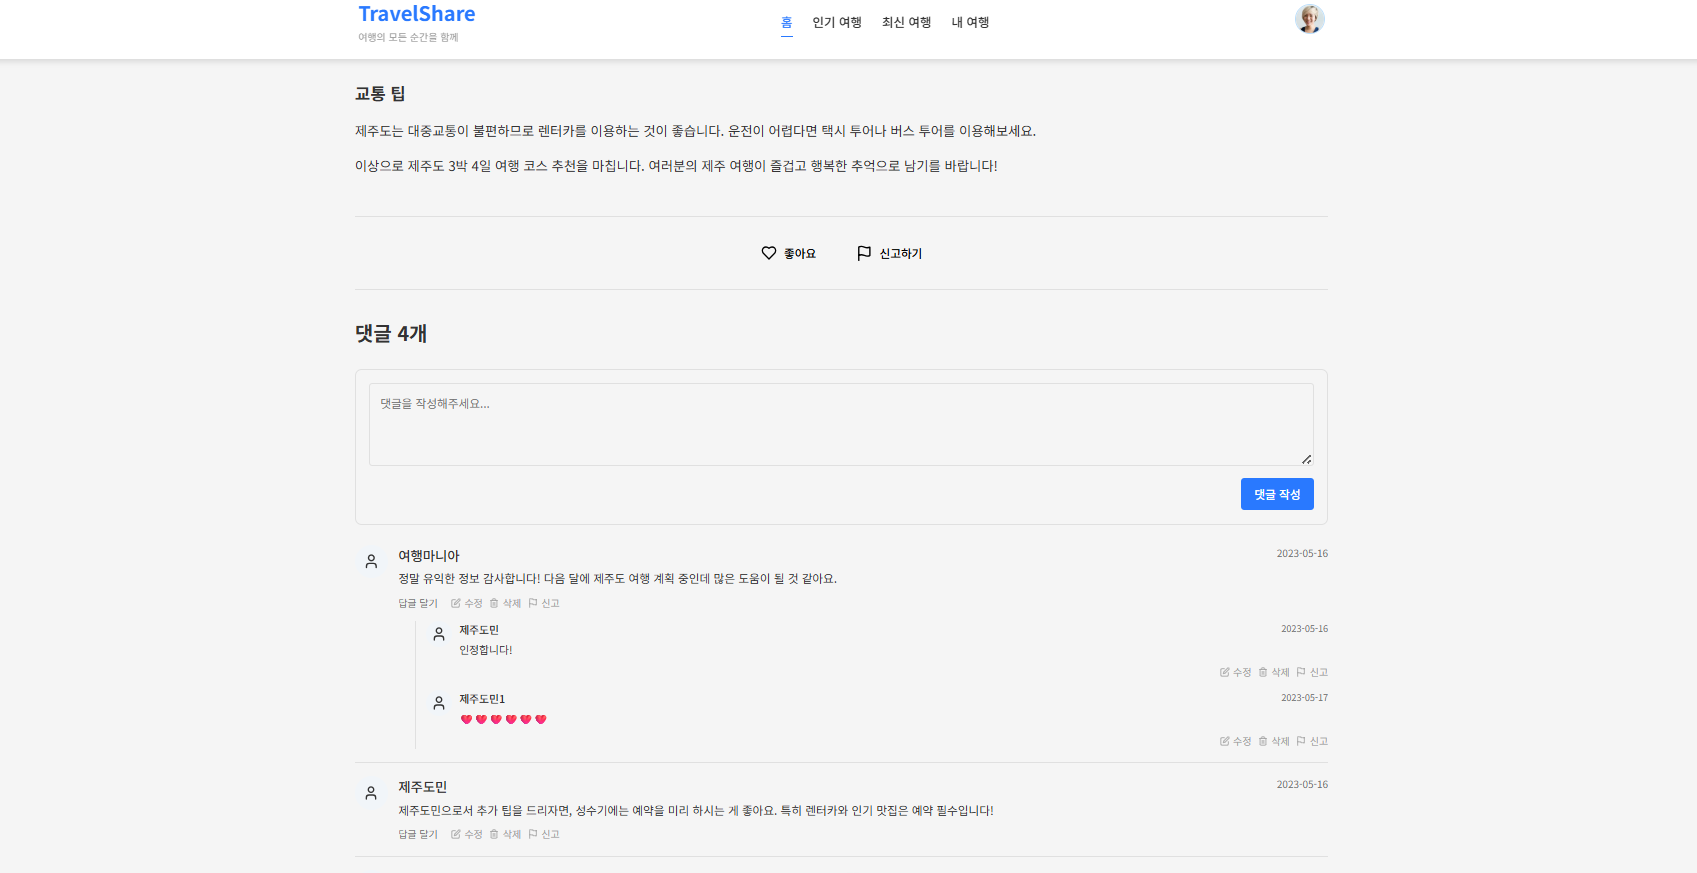 TravelShare
여행의 모든 순간을 함께
홈 인기 여행 최신 여행 내 여행
교통 팁
제주도는 대중교통이 불편하므로 렌터카를 이용하는 것이 좋습니다. 운전이 어렵다면 택시 투어나 버스 투어를 이용해보세요.
이상으로 제주도 3박 4일 여행 코스 추천을 마칩니다. 여러분의 제주 여행이 즐겁고 행복한 추억으로 남기를 바랍니다!
좋아요 신고하기
댓글 4개
댓글을 작성해주세요...
댓글 작성
여행마니아 2023-05-16
정말 유익한 정보 감사합니다! 다음 달에 제주도 여행 계획 중인데 많은 도움이 될 것 같아요.
답글 달기 수정 삭제 신고
제주도민 2023-05-16
인정합니다!
수정 삭제 신고
제주도민1 2023-05-17
수정 삭제 신고
제주도민 2023-05-16
제주도민으로서 추가 팁을 드리자면, 성수기에는 예약을 미리 하시는 게 좋아요. 특히 렌터카와 인기 맛집은 예약 필수입니다!
답글 달기 수정 삭제 신고